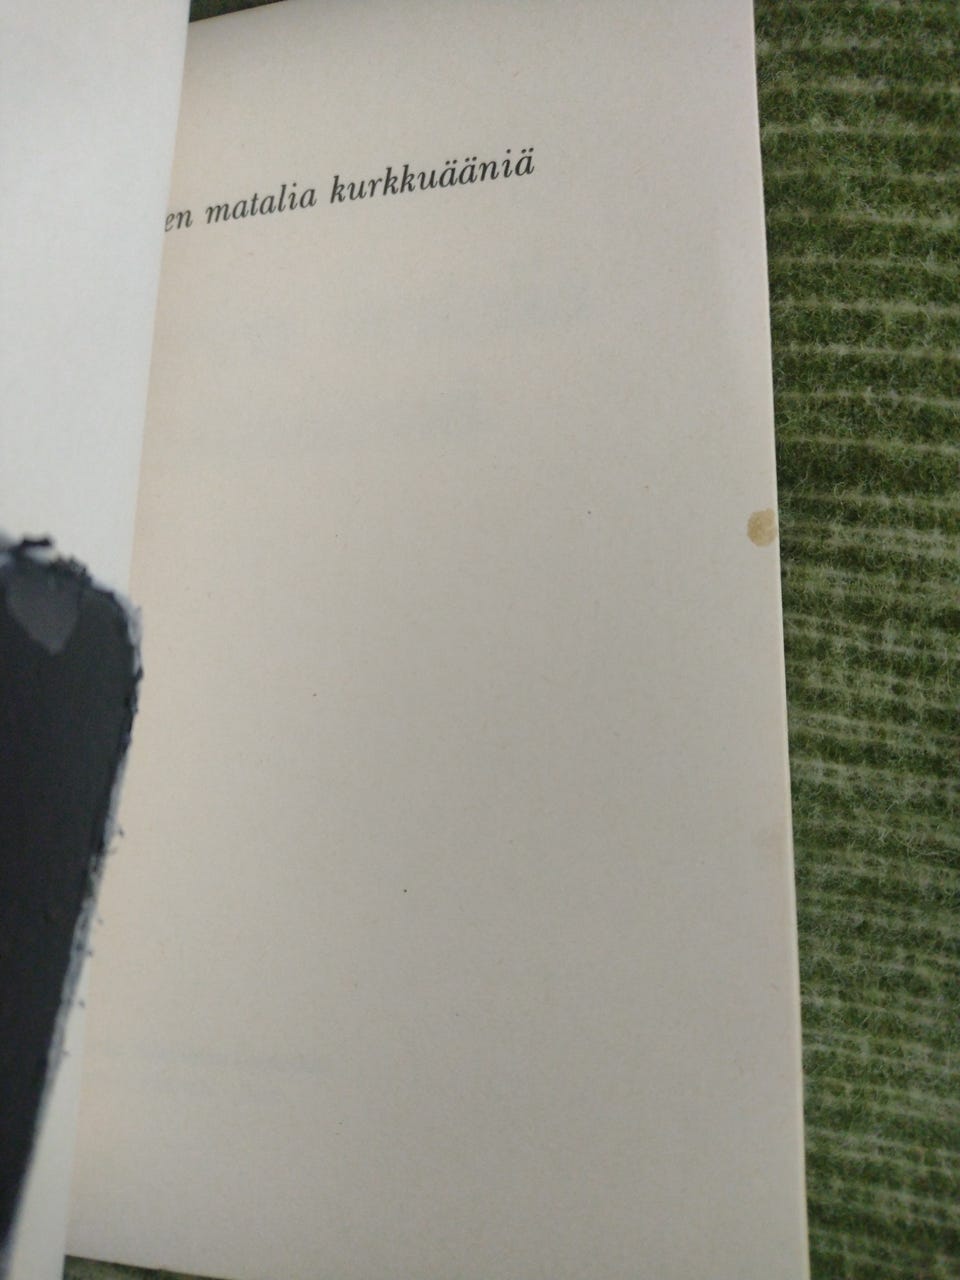 en matalia kurkkuääniä